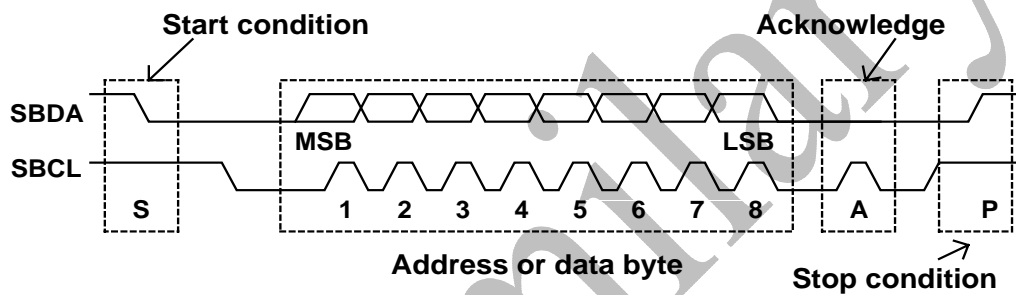 Start condition
Acknowledge
SBDA
MSB
LSB
SBCL
S
1 2 3 4 5 6 7 8
A
P
Address or data byte
Stop condition